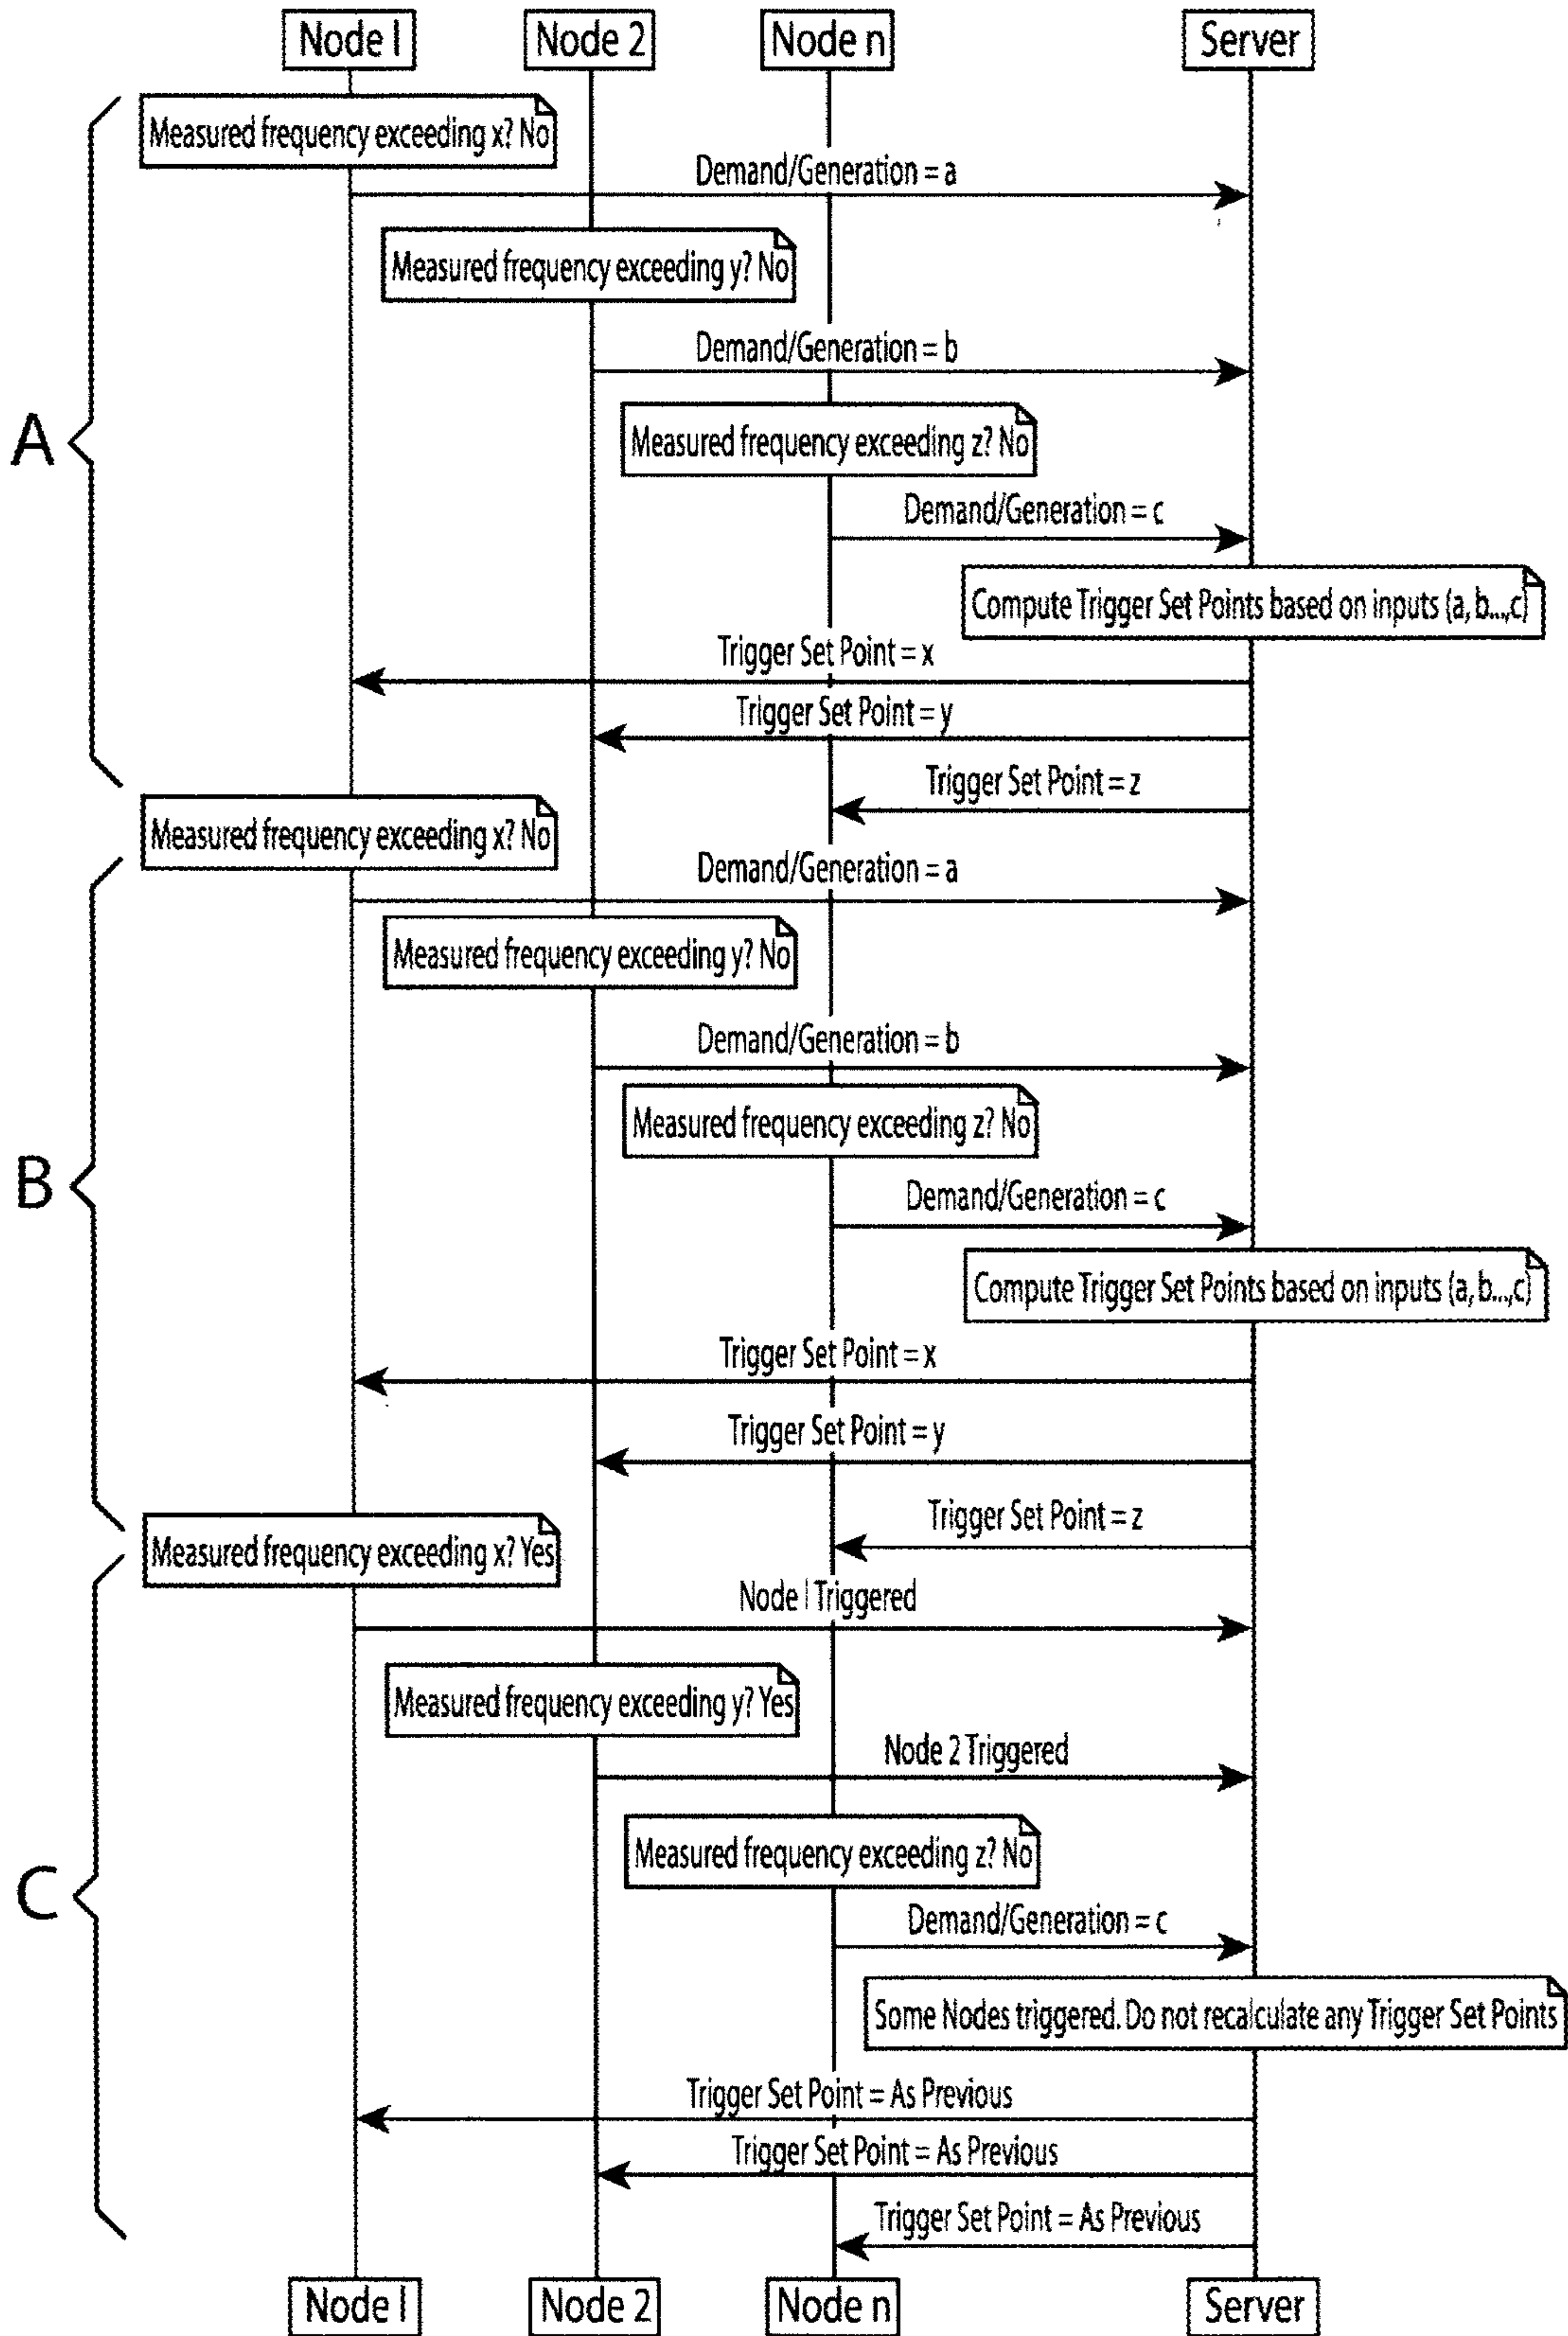 Node 1
Node 2
Node n
Server
Measured frequency exceeding x? No
Demand/Generation = a
Measured frequency exceeding y? No
Demand/Generation = b
A
Measured frequency exceeding z? No
Demand/Generation = c
Compute Trigger Set Points based on inputs (a, b...,c)
Trigger Set Point = x
Trigger Set Point = y
Trigger Set Point = z
Measured frequency exceeding x? No
Demand/Generation = a
Measured frequency exceeding y? No
Demand/Generation = b
Measured frequency exceeding z? No
B
Demand/Generation = c
Compute Trigger Set Points based on inputs (a, b...,c)
Trigger Set Point = x
Trigger Set Point = y
Trigger Set Point = z
Measured frequency exceeding x? Yes
Node 1 Triggered
Measured frequency exceeding y? Yes
Node 2 Triggered
Measured frequency exceeding z? No
C
Demand/Generation = c
Some Nodes triggered. Do not recalculate any Trigger Set Points
Trigger Set Point = As Previous
Trigger Set Point = As Previous
Trigger Set Point = As Previous
Node 1
Node 2
Node n
Server